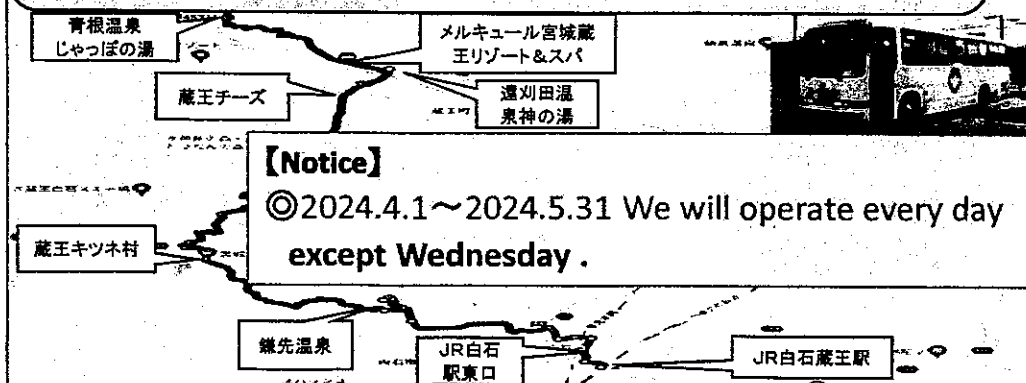 青根温泉
じゃっぽの湯
メルキュール宮城蔵
王リゾート&スパ
蔵王チーズ
遠刈田温
泉神の湯
蔵王町
【Notice】
◎2024.4.1～2024.5.31 We will operate every day
except Wednesday .
蔵王キツネ村
鎌先温泉
JR白石
駅東口
JR白石蔵王駅